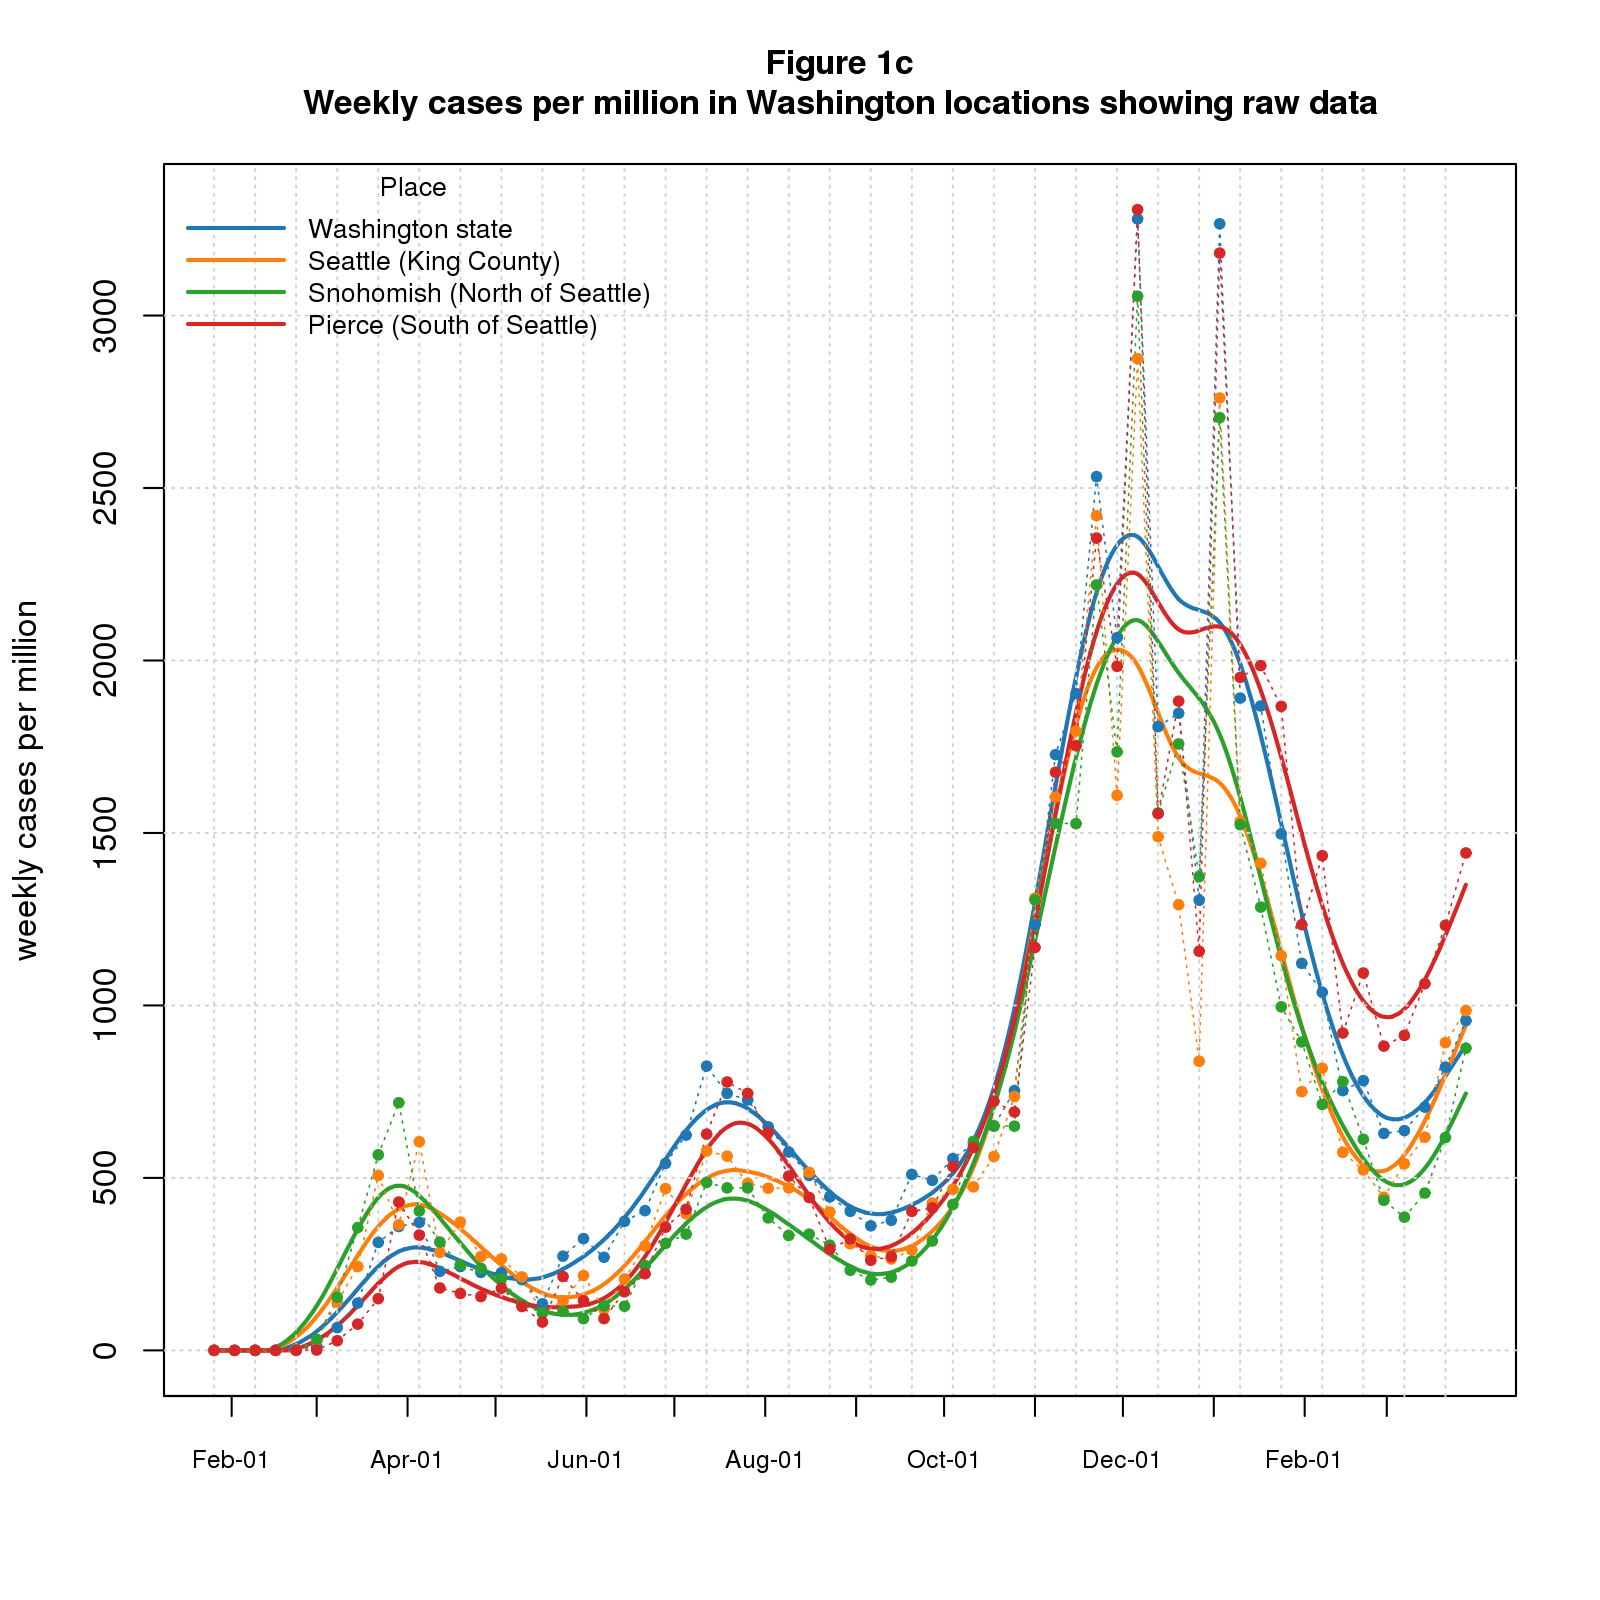 Figure 1c
Weekly cases per million in Washington locations showing raw data
Place
Washington state
Seattle (King County)
Snohomish (North of Seattle)
Pierce (South of Seattle)
weekly cases per million
3000
2500
2000
1500
1000
500
0
Feb-01 Apr-01 Jun-01 Aug-01 Oct-01 Dec-01 Feb-01